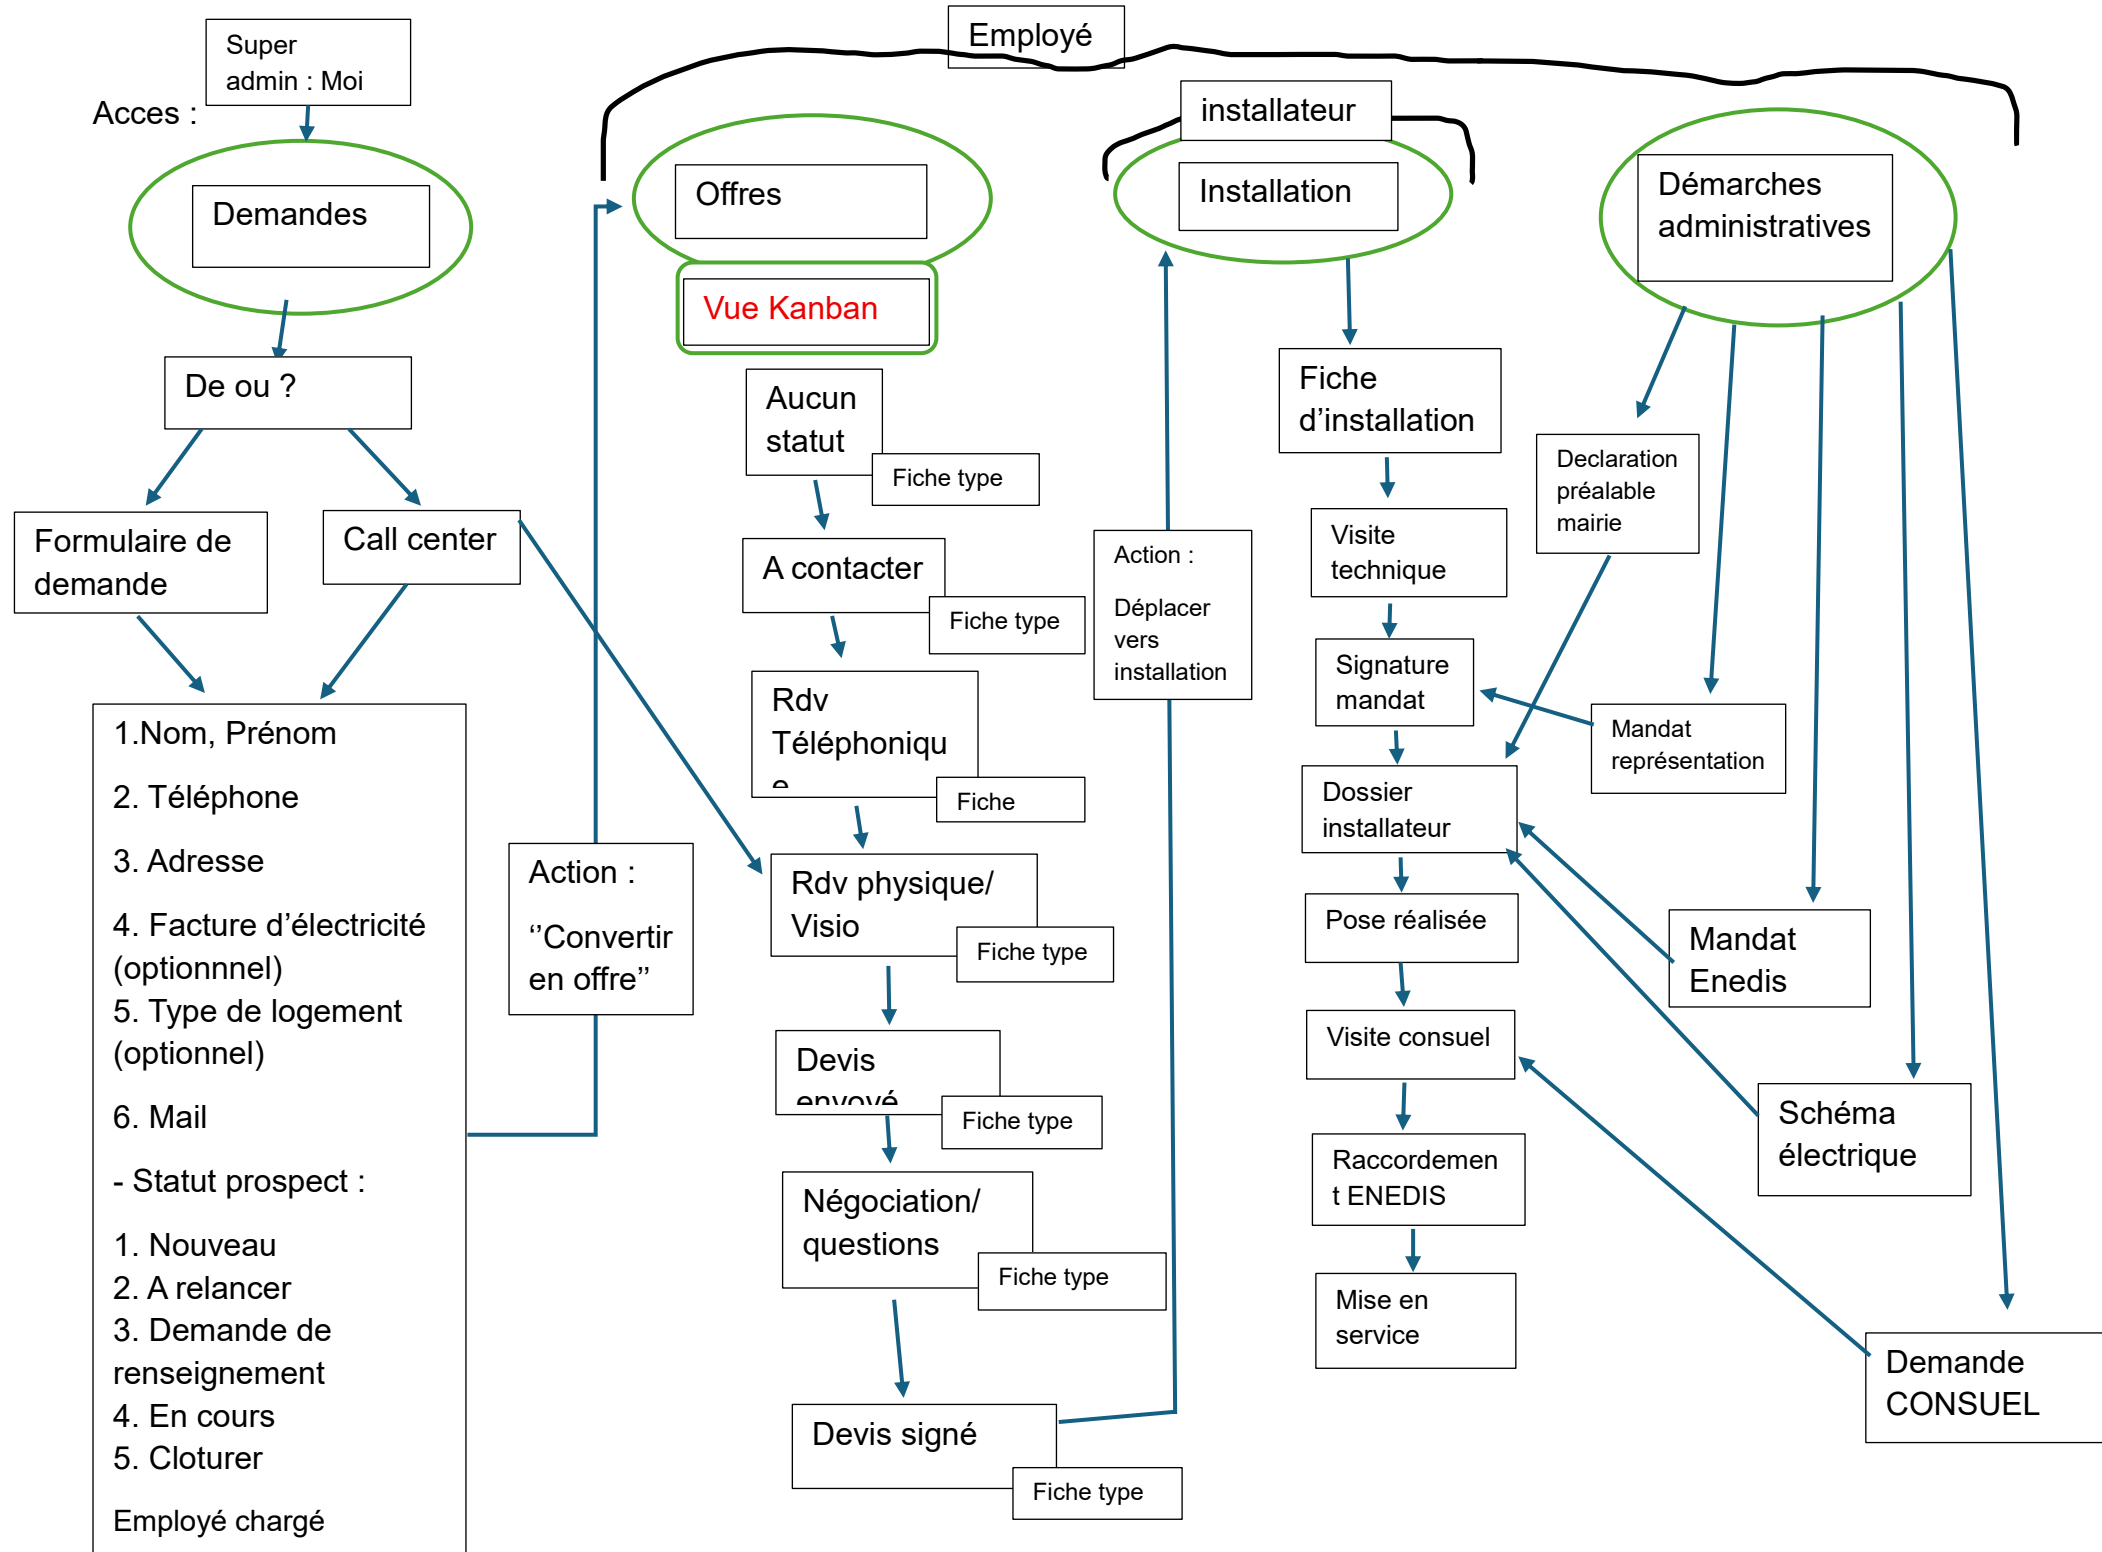 Employé
Super
admin : Moi
Acces :
Demandes
De ou ?
Formulaire de
demande
Call center
1.Nom, Prénom
2. Téléphone
3. Adresse
4. Facture d’électricité
(optionnnel)
5. Type de logement
(optionnel)
6. Mail
- Statut prospect :
1. Nouveau
2. A relancer
3. Demande de
renseignement
4. En cours
5. Cloturer
Employé chargé
Action :
‘’Convertir
en offre’’
Offres
Vue Kanban
Aucun
statut
Fiche type
A contacter
Fiche type
Rdv
Téléphoniqu
e
Fiche
Rdv physique/
Visio
Fiche type
Devis
envoyé
Fiche type
Négociation/
questions
Fiche type
Devis signé
Fiche type
Action :
Déplacer
vers
installation
installateur
Installation
Fiche
d’installation
Visite
technique
Signature
mandat
Dossier
installateur
Pose réalisée
Visite consuel
Raccordemen
t ENEDIS
Mise en
service
Démarches
administratives
Declaration
préalable
mairie
Mandat
représentation
Mandat
Enedis
Schéma
électrique
Demande
CONSUEL